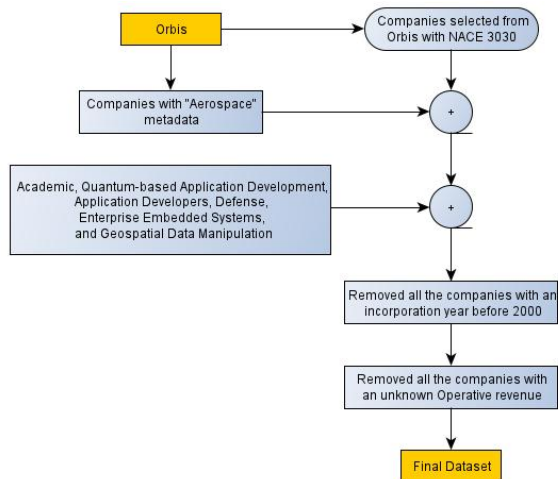 Orbis
Companies selected from
Orbis with NACE 3030
Companies with "Aerospace"
metadata
+
Academic, Quantum-based Application Development,
Application Developers, Defense,
Enterprise Embedded Systems,
and Geospatial Data Manipulation
+
Removed all the companies with an
incorporation year before 2000
Removed all the companies with
an unknown Operative revenue
Final Dataset